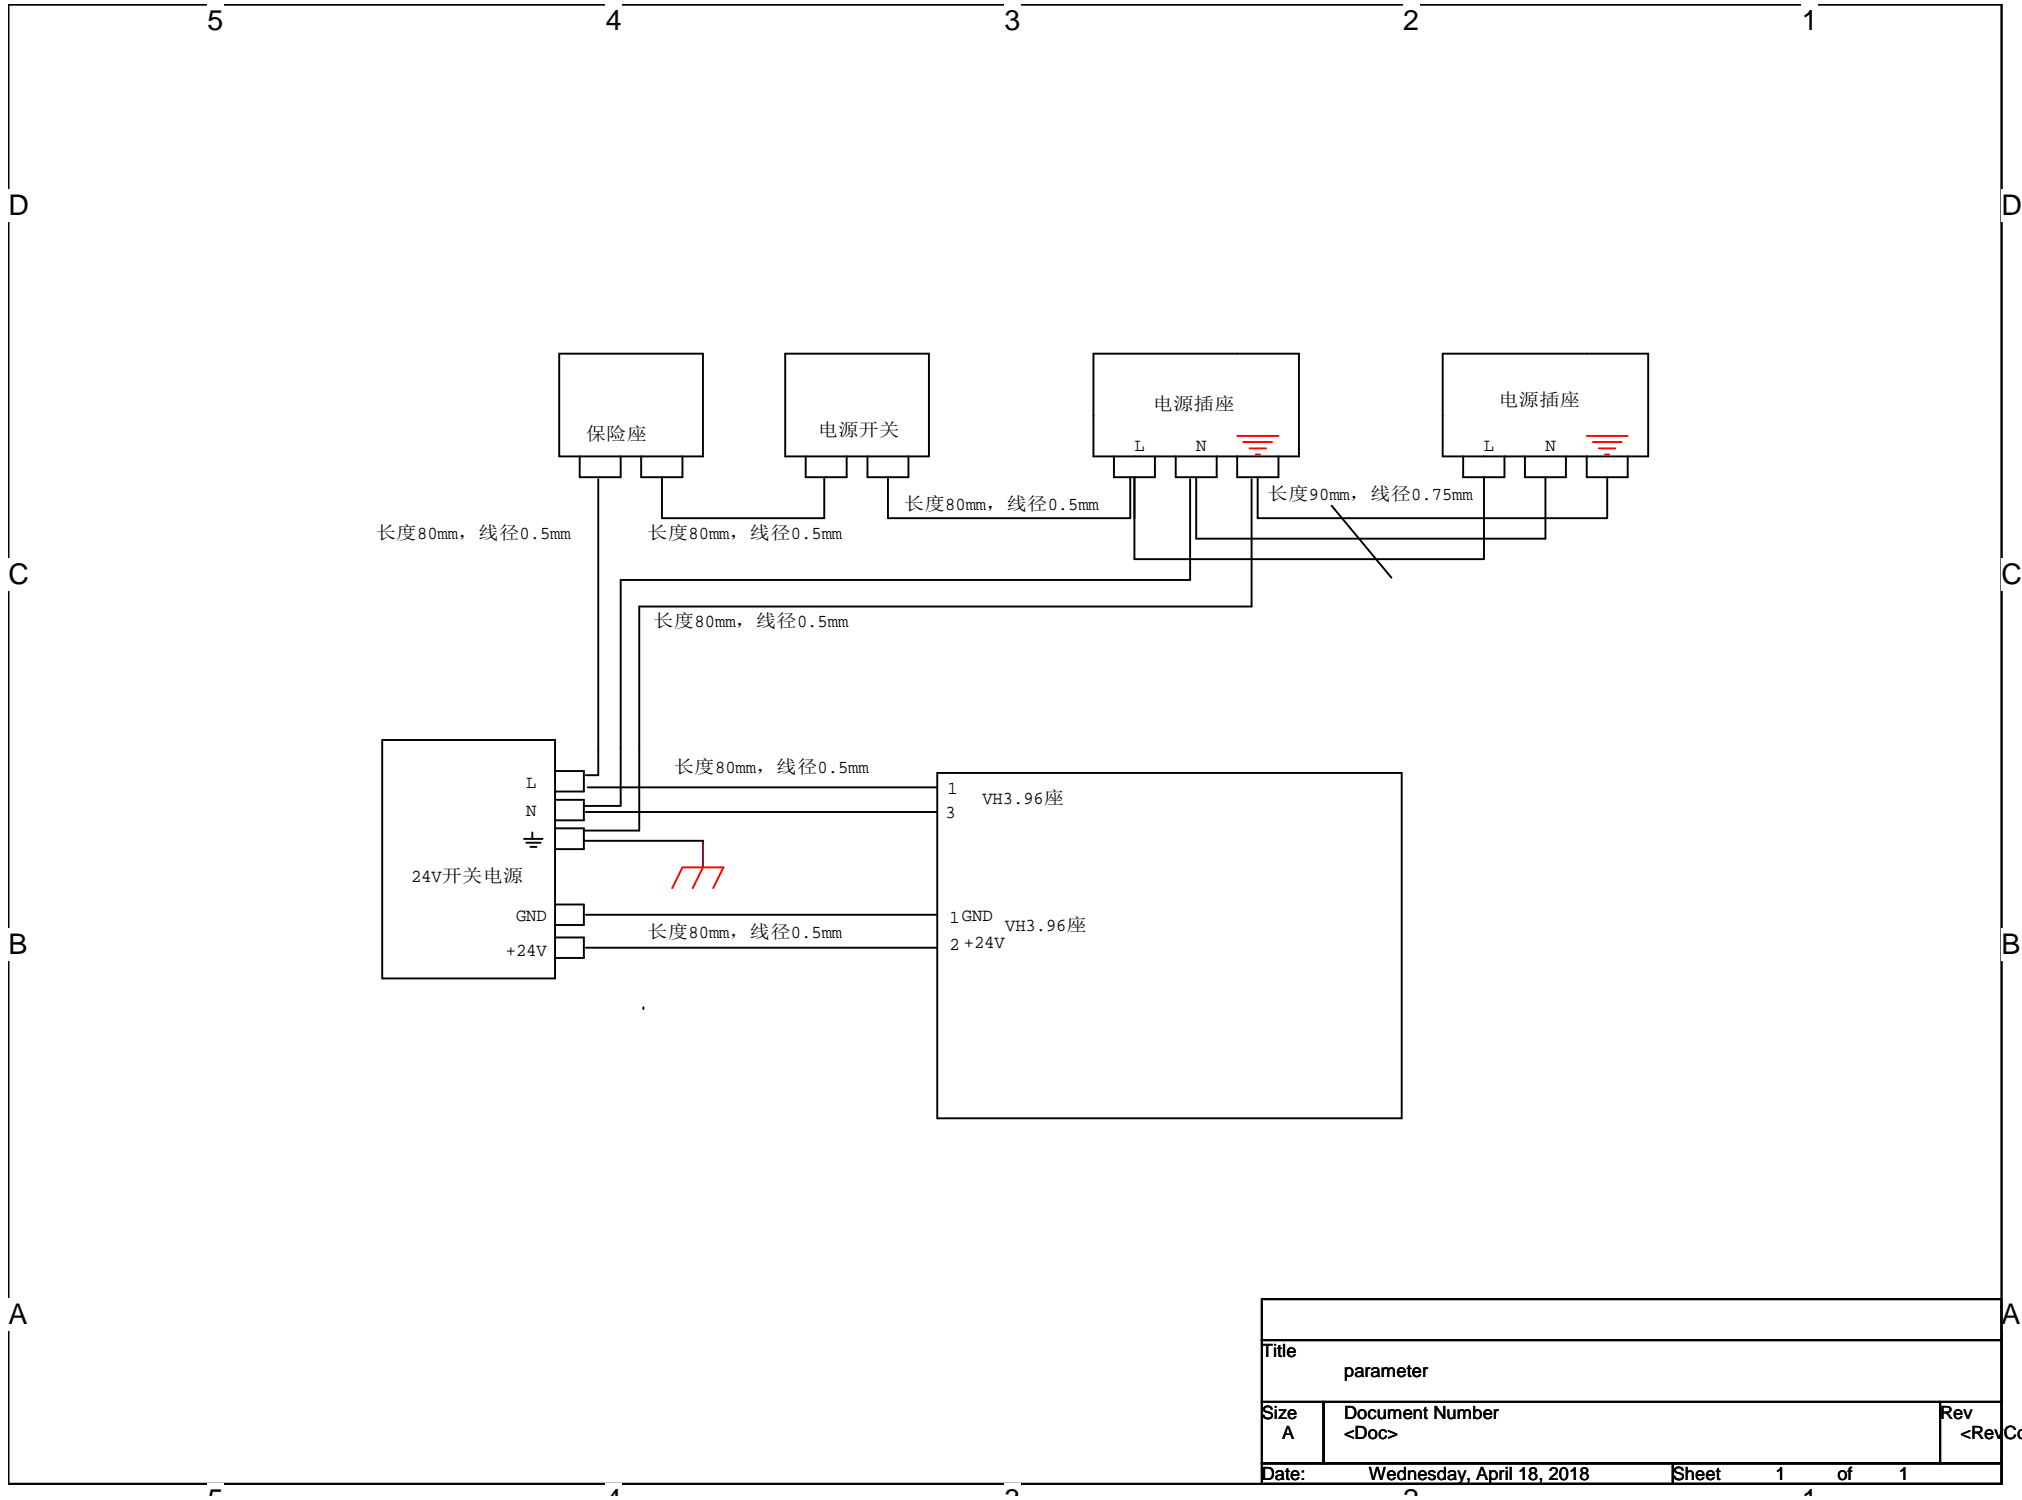 5 4 3 2 1
D D
电源插座 电源插座
保险座 电源开关
L N L N
长度80mm，线径0.5mm 长度90mm，线径0.75mm
长度80mm，线径0.5mm 长度80mm，线径0.5mm
C C
长度80mm，线径0.5mm
长度80mm，线径0.5mm
L
1 VH3.96座
N
3
24V开关电源
GND
1 GND VH3.96座
长度80mm，线径0.5mm
B B
+24V
2 +24V
A A
Title
parameter
Size Document Number Rev
A <Doc> <RevCo
Date: Wednesday, April 18, 2018 Sheet 1 of 1
5 4 3 2 1